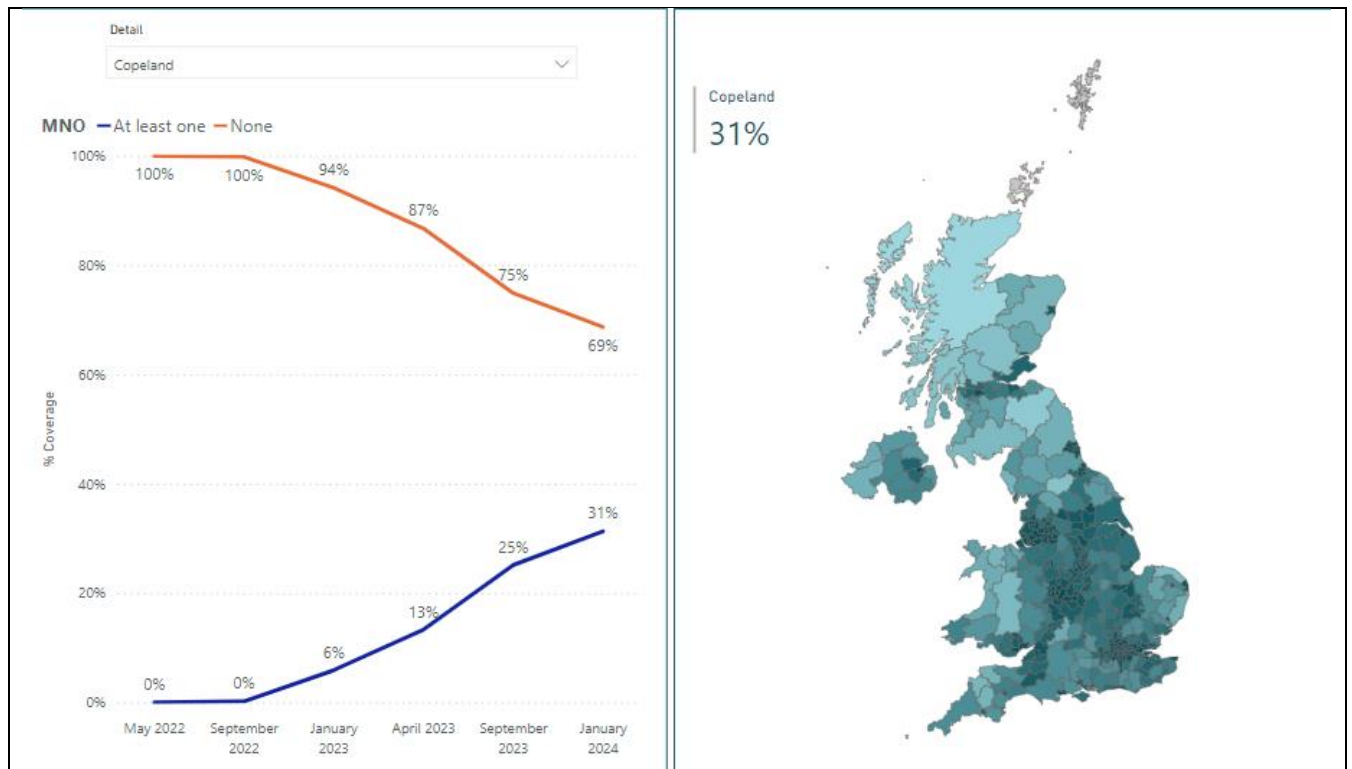 Detail
Copeland
MNO At least one None
100%
80%
60%
40%
20%
0%
% Coverage
100%
100%
94%
87%
75%
69%
0%
0%
6%
13%
25%
31%
May 2022
September
2022
January
2023
April 2023
September
2023
January
2024
Copeland
31%